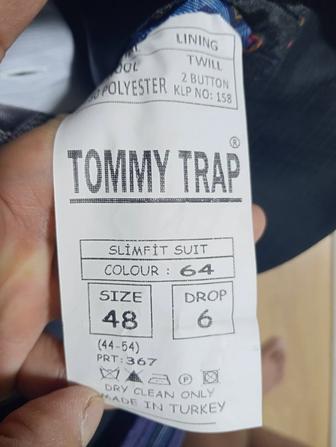 LINING
TWILL
2 BUTTON
POLYESTER
KLP NO: 158
TOMMY TRAP®
SLİMFİT SUIT
COLOUR : 64
SIZE
48
DROP
6
(44-54)
PRT: 367
P
DRY CLEAN ONLY
MADE IN TURKEY